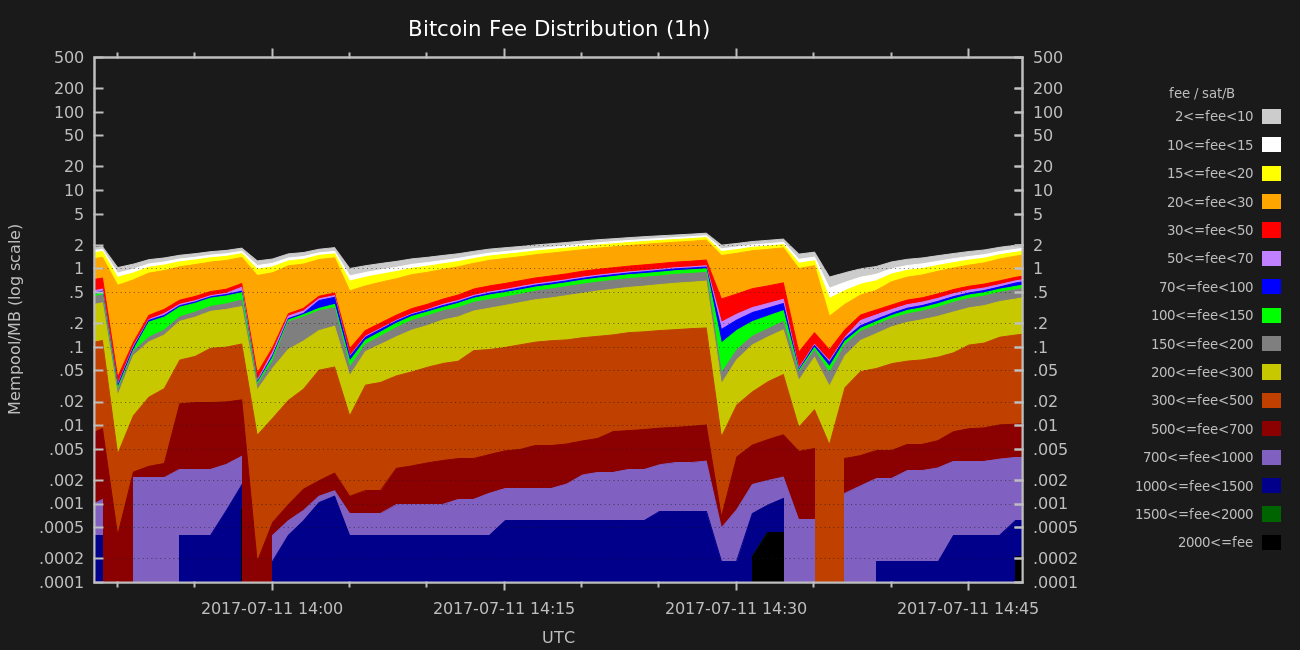 Bitcoin Fee Distribution (1h)
Mempool/MB (log scale)
500
200
100
50
20
10
5
2
1
.5
.2
.1
.05
.02
.01
.005
.002
.001
.0005
.0002
.0001
500
200
100
50
20
10
5
2
1
.5
.2
.1
.05
.02
.01
.005
.002
.001
.0005
.0002
.0001
2017-07-11 14:00
2017-07-11 14:15
2017-07-11 14:30
2017-07-11 14:45
UTC
fee / sat/B
2<=fee<10
10<=fee<15
15<=fee<20
20<=fee<30
30<=fee<50
50<=fee<70
70<=fee<100
100<=fee<150
150<=fee<200
200<=fee<300
300<=fee<500
500<=fee<700
700<=fee<1000
1000<=fee<1500
1500<=fee<2000
2000<=fee